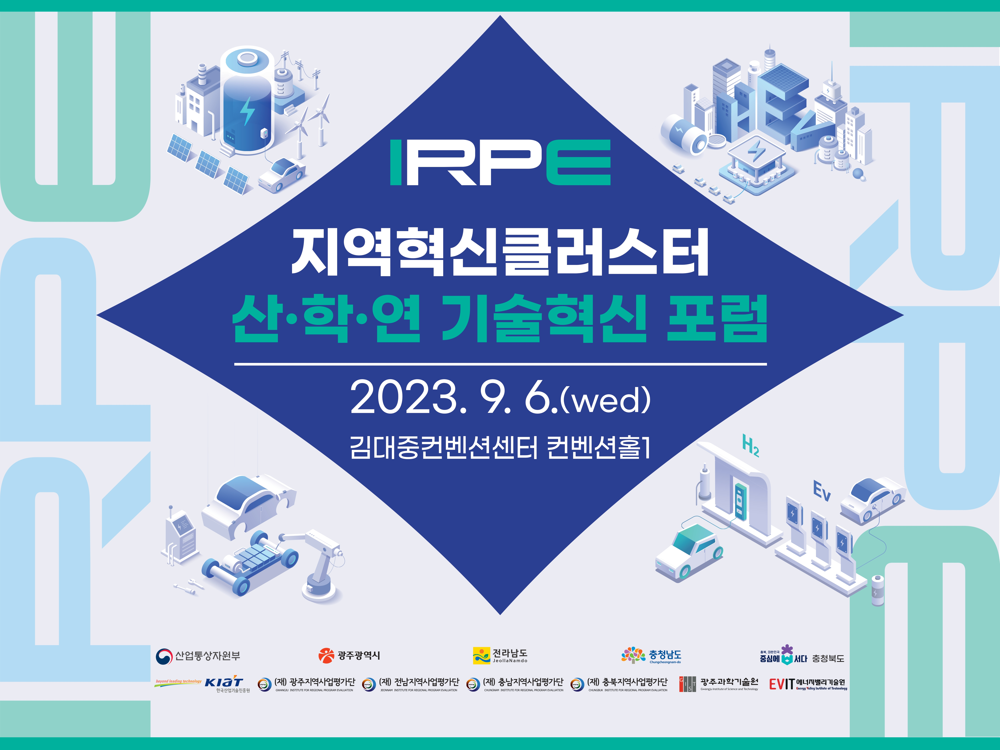 IRPE
지역혁신클러스터
산·학·연 기술혁신 포럼
2023. 9. 6.(wed)
김대중컨벤션센터 컨벤션홀1
HEV
H2
Ev
산업통상자원부
광주광역시
전라남도
JeollaNamdo
충청남도
Chungcheongnam-do
충북, 대한민국
중심에 서다 충청북도
beyond leading technology KIAT
한국산업기술진흥원
IRPE (재) 광주지역사업평가단
GWANGJU INSTITUTE FOR REGIONAL PROGRAM EVALUATION
IRPE (재) 전남지역사업평가단
JEONNAM INSTITUTE FOR REGIONAL PROGRAM EVALUATION
IRPE (재) 충남지역사업평가단
CHUNGNAM INSTITUTE FOR REGIONAL PROGRAM EVALUATION
IRPE (재) 충북지역사업평가단
CHUNGBUK INSTITUTE FOR REGIONAL PROGRAM EVALUATION
GIST 광주과학기술원
Gwangju Institute of Science and Technology
EVIT 에너지밸리기술원
Energy Valley Institute of Technology
IRPE
IRPE